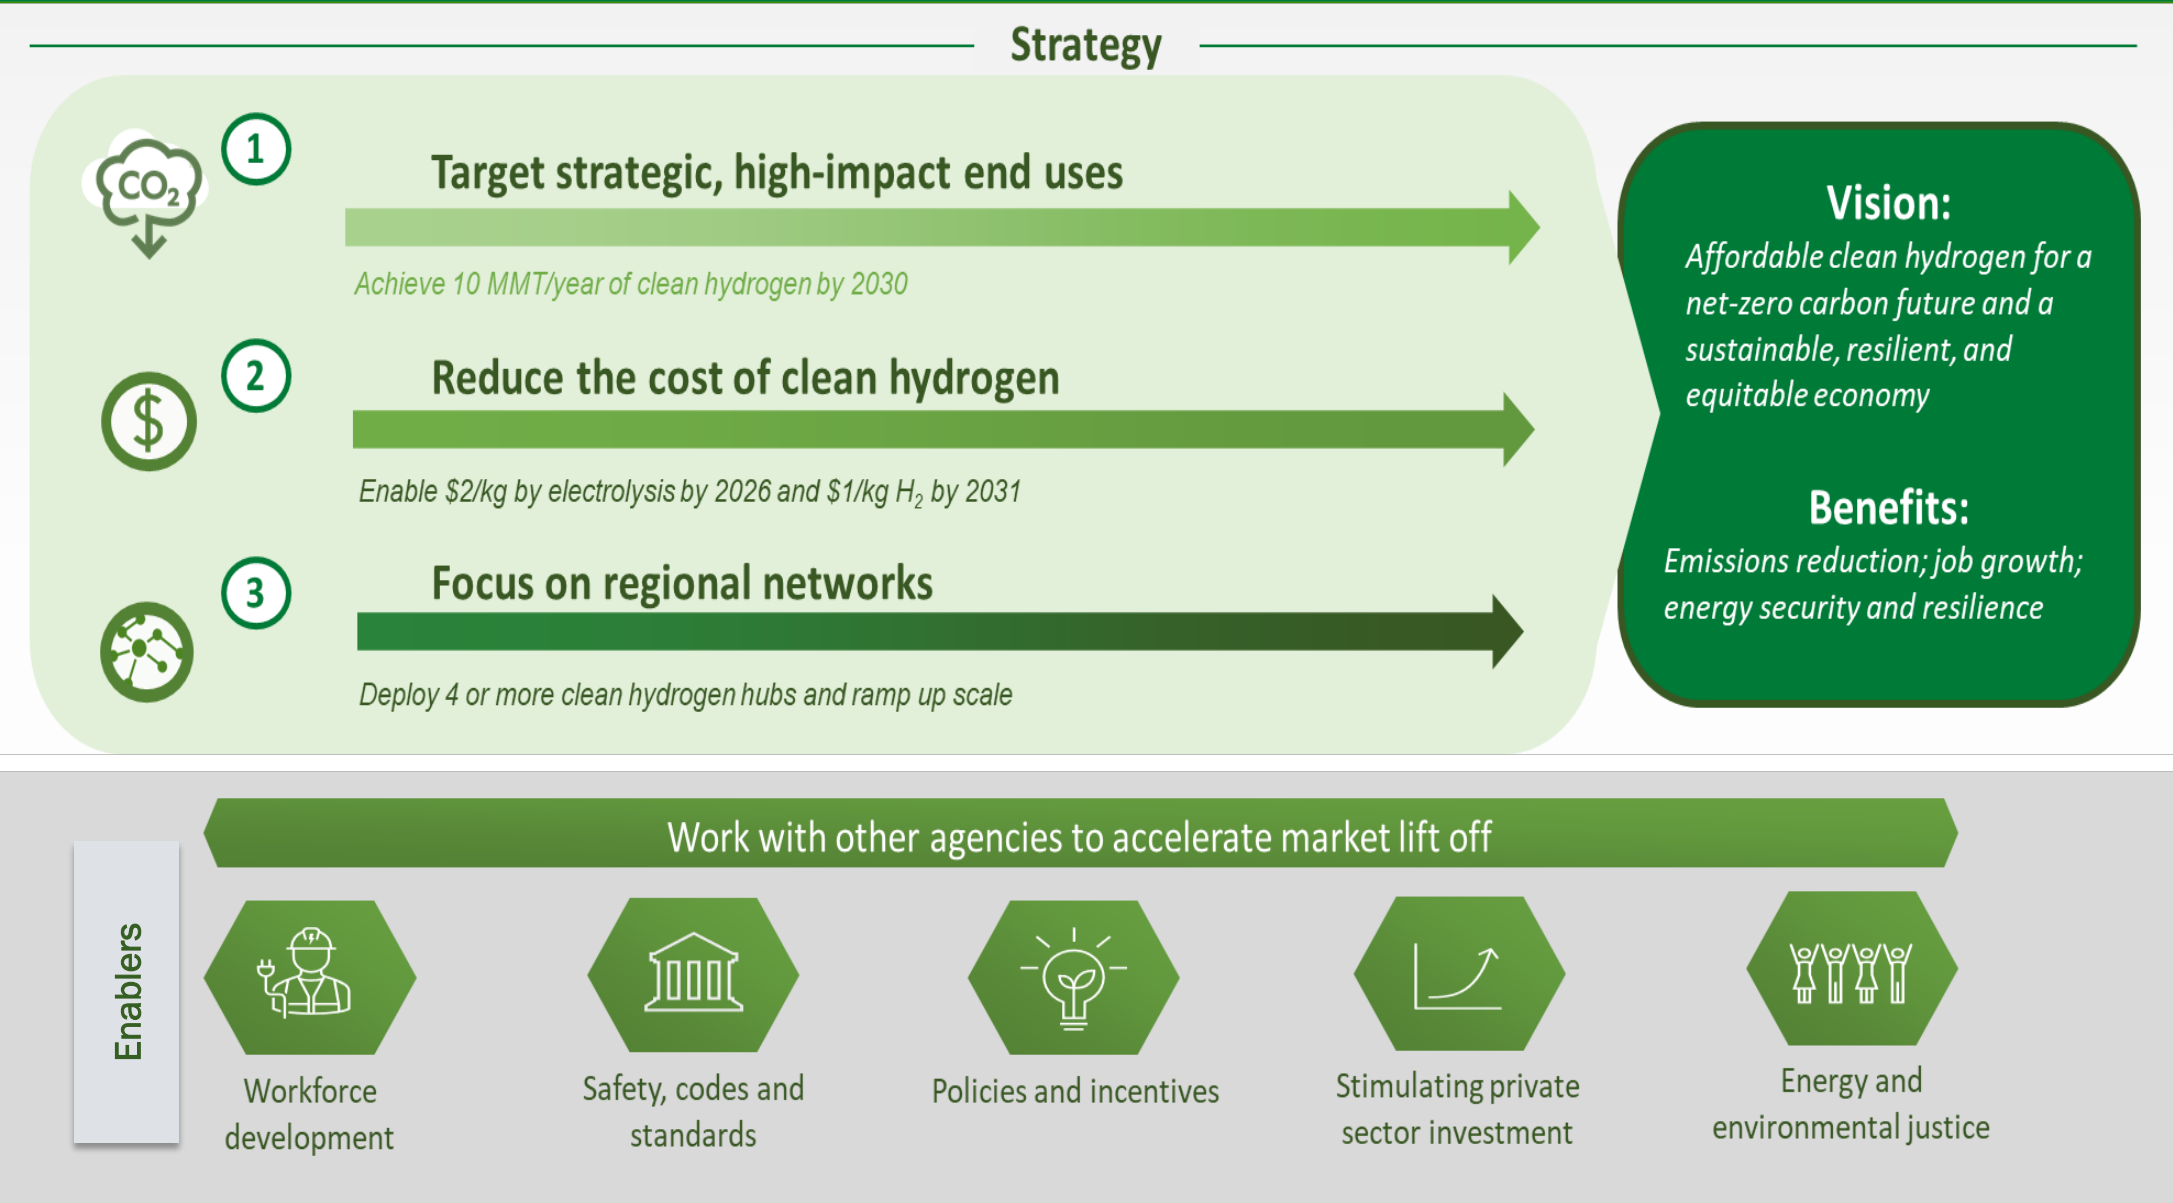 Strategy
CO₂
1
Target strategic, high-impact end uses
Achieve 10 MMT/year of clean hydrogen by 2030
2
$
Reduce the cost of clean hydrogen
Enable $2/kg by electrolysis by 2026 and $1/kg H₂ by 2031
3
Focus on regional networks
Deploy 4 or more clean hydrogen hubs and ramp up scale
Vision:
Affordable clean hydrogen for a
net-zero carbon future and a
sustainable, resilient, and
equitable economy
Benefits:
Emissions reduction; job growth;
energy security and resilience
Enablers
Work with other agencies to accelerate market lift off
Workforce
development
Safety, codes and
standards
Policies and incentives
Stimulating private
sector investment
Energy and
environmental justice